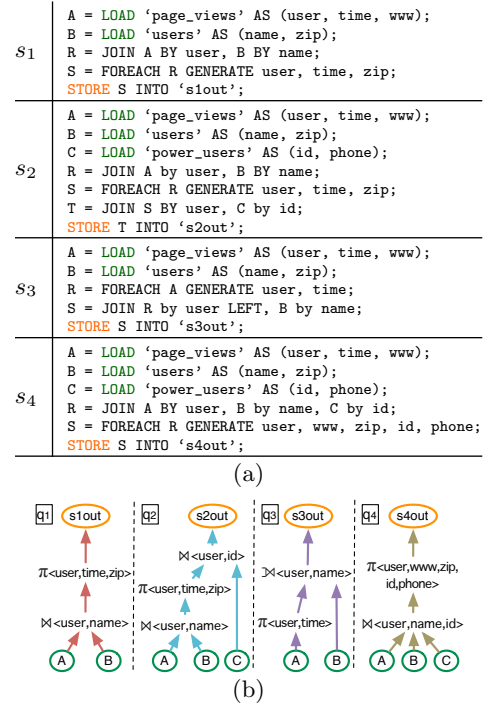 s1
A = LOAD ‘page_views’ AS (user, time, www);
B = LOAD ‘users’ AS (name, zip);
R = JOIN A BY user, B BY name;
S = FOREACH R GENERATE user, time, zip;
STORE S INTO ‘s1out’;
s2
A = LOAD ‘page_views’ AS (user, time, www);
B = LOAD ‘users’ AS (name, zip);
C = LOAD ‘power_users’ AS (id, phone);
R = JOIN A by user, B BY name;
S = FOREACH R GENERATE user, time, zip;
T = JOIN S BY user, C by id;
STORE T INTO ‘s2out’;
s3
A = LOAD ‘page_views’ AS (user, time, www);
B = LOAD ‘users’ AS (name, zip);
R = FOREACH A GENERATE user, time;
S = JOIN R by user LEFT, B by name;
STORE S INTO ‘s3out’;
s4
A = LOAD ‘page_views’ AS (user, time, www);
B = LOAD ‘users’ AS (name, zip);
C = LOAD ‘power_users’ AS (id, phone);
R = JOIN A BY user, B by name, C by id;
S = FOREACH R GENERATE user, www, zip, id, phone;
STORE S INTO ‘s4out’;
(a)
q1
s1out
π<user,time,zip>
⋈<user,name>
A B
q2
s2out
⋈<user,id>
π<user,time,zip>
⋈<user,name>
A B C
q3
s3out
⟕<user,name>
π<user,time>
A B
q4
s4out
π<user,www,zip,
id,phone>
⋈<user,name,id>
A B C
(b)